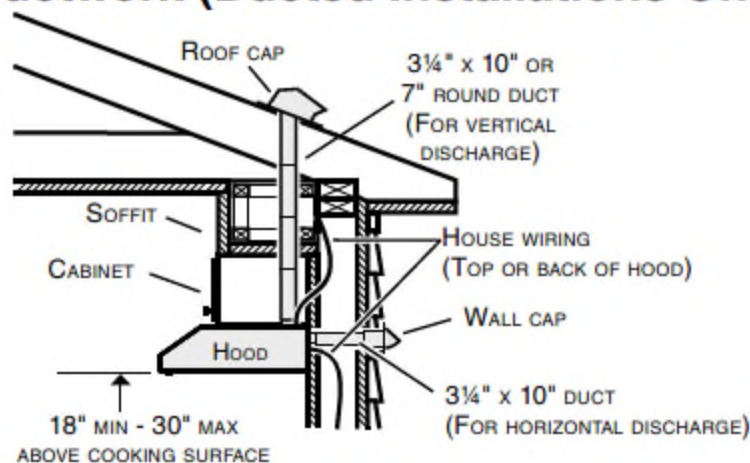 (Ducted Installations
ROOF CAP
3¼" X 10" OR
7" ROUND DUCT
(FOR VERTICAL
DISCHARGE)
SOFFIT
CABINET
HOUSE WIRING
(TOP OR BACK OF HOOD)
WALL CAP
HOOD
3¼" X 10" DUCT
(FOR HORIZONTAL DISCHARGE)
18" MIN - 30" MAX
ABOVE COOKING SURFACE